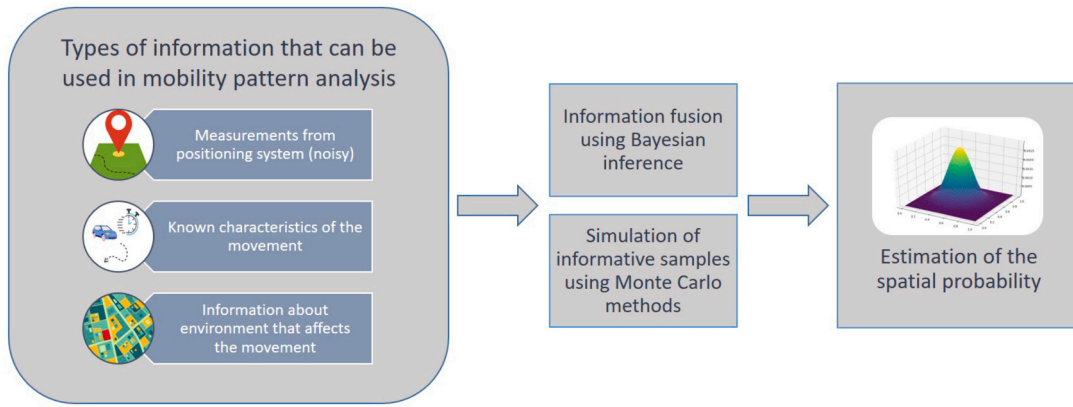 Types of information that can be
used in mobility pattern analysis
Measurements from
positioning system (noisy)
Known characteristics of the
movement
Information about
environment that affects
the movement
Information fusion
using Bayesian
inference
Simulation of
informative samples
using Monte Carlo
methods
Estimation of the
spatial probability